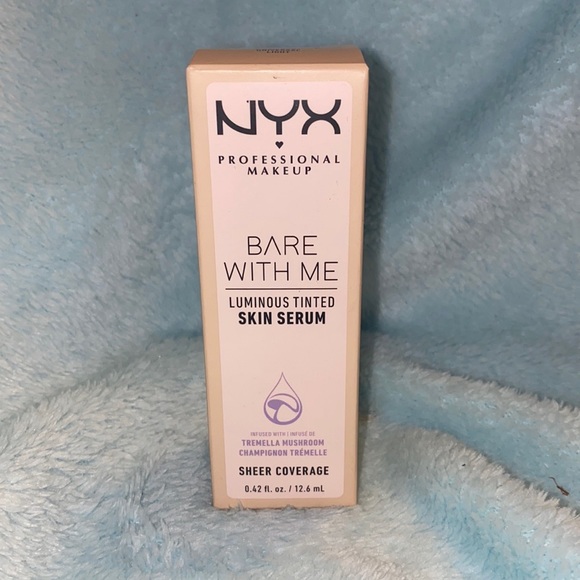 NYX
PROFESSIONAL
MAKEUP
BARE
WITH ME
LUMINOUS TINTED
SKIN SERUM
INFUSED WITH | INFUSÉ DE
TREMELLA MUSHROOM
CHAMPIGNON TRÉMELLE
SHEER COVERAGE
0.42 fl. oz. / 12.6 mL